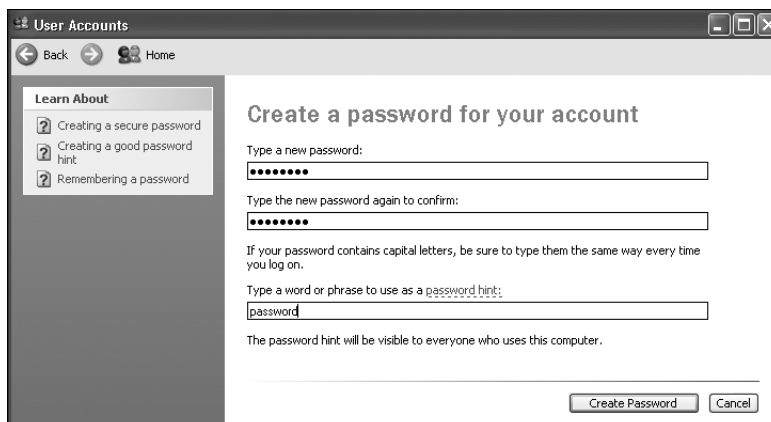 User Accounts
Back Home
Learn About
Creating a secure password
Creating a good password
hint
Remembering a password
Create a password for your account
Type a new password:
••••••••
Type the new password again to confirm:
••••••••
If your password contains capital letters, be sure to type them the same way every time
you log on.
Type a word or phrase to use as a password hint:
password
The password hint will be visible to everyone who uses this computer.
Create Password Cancel